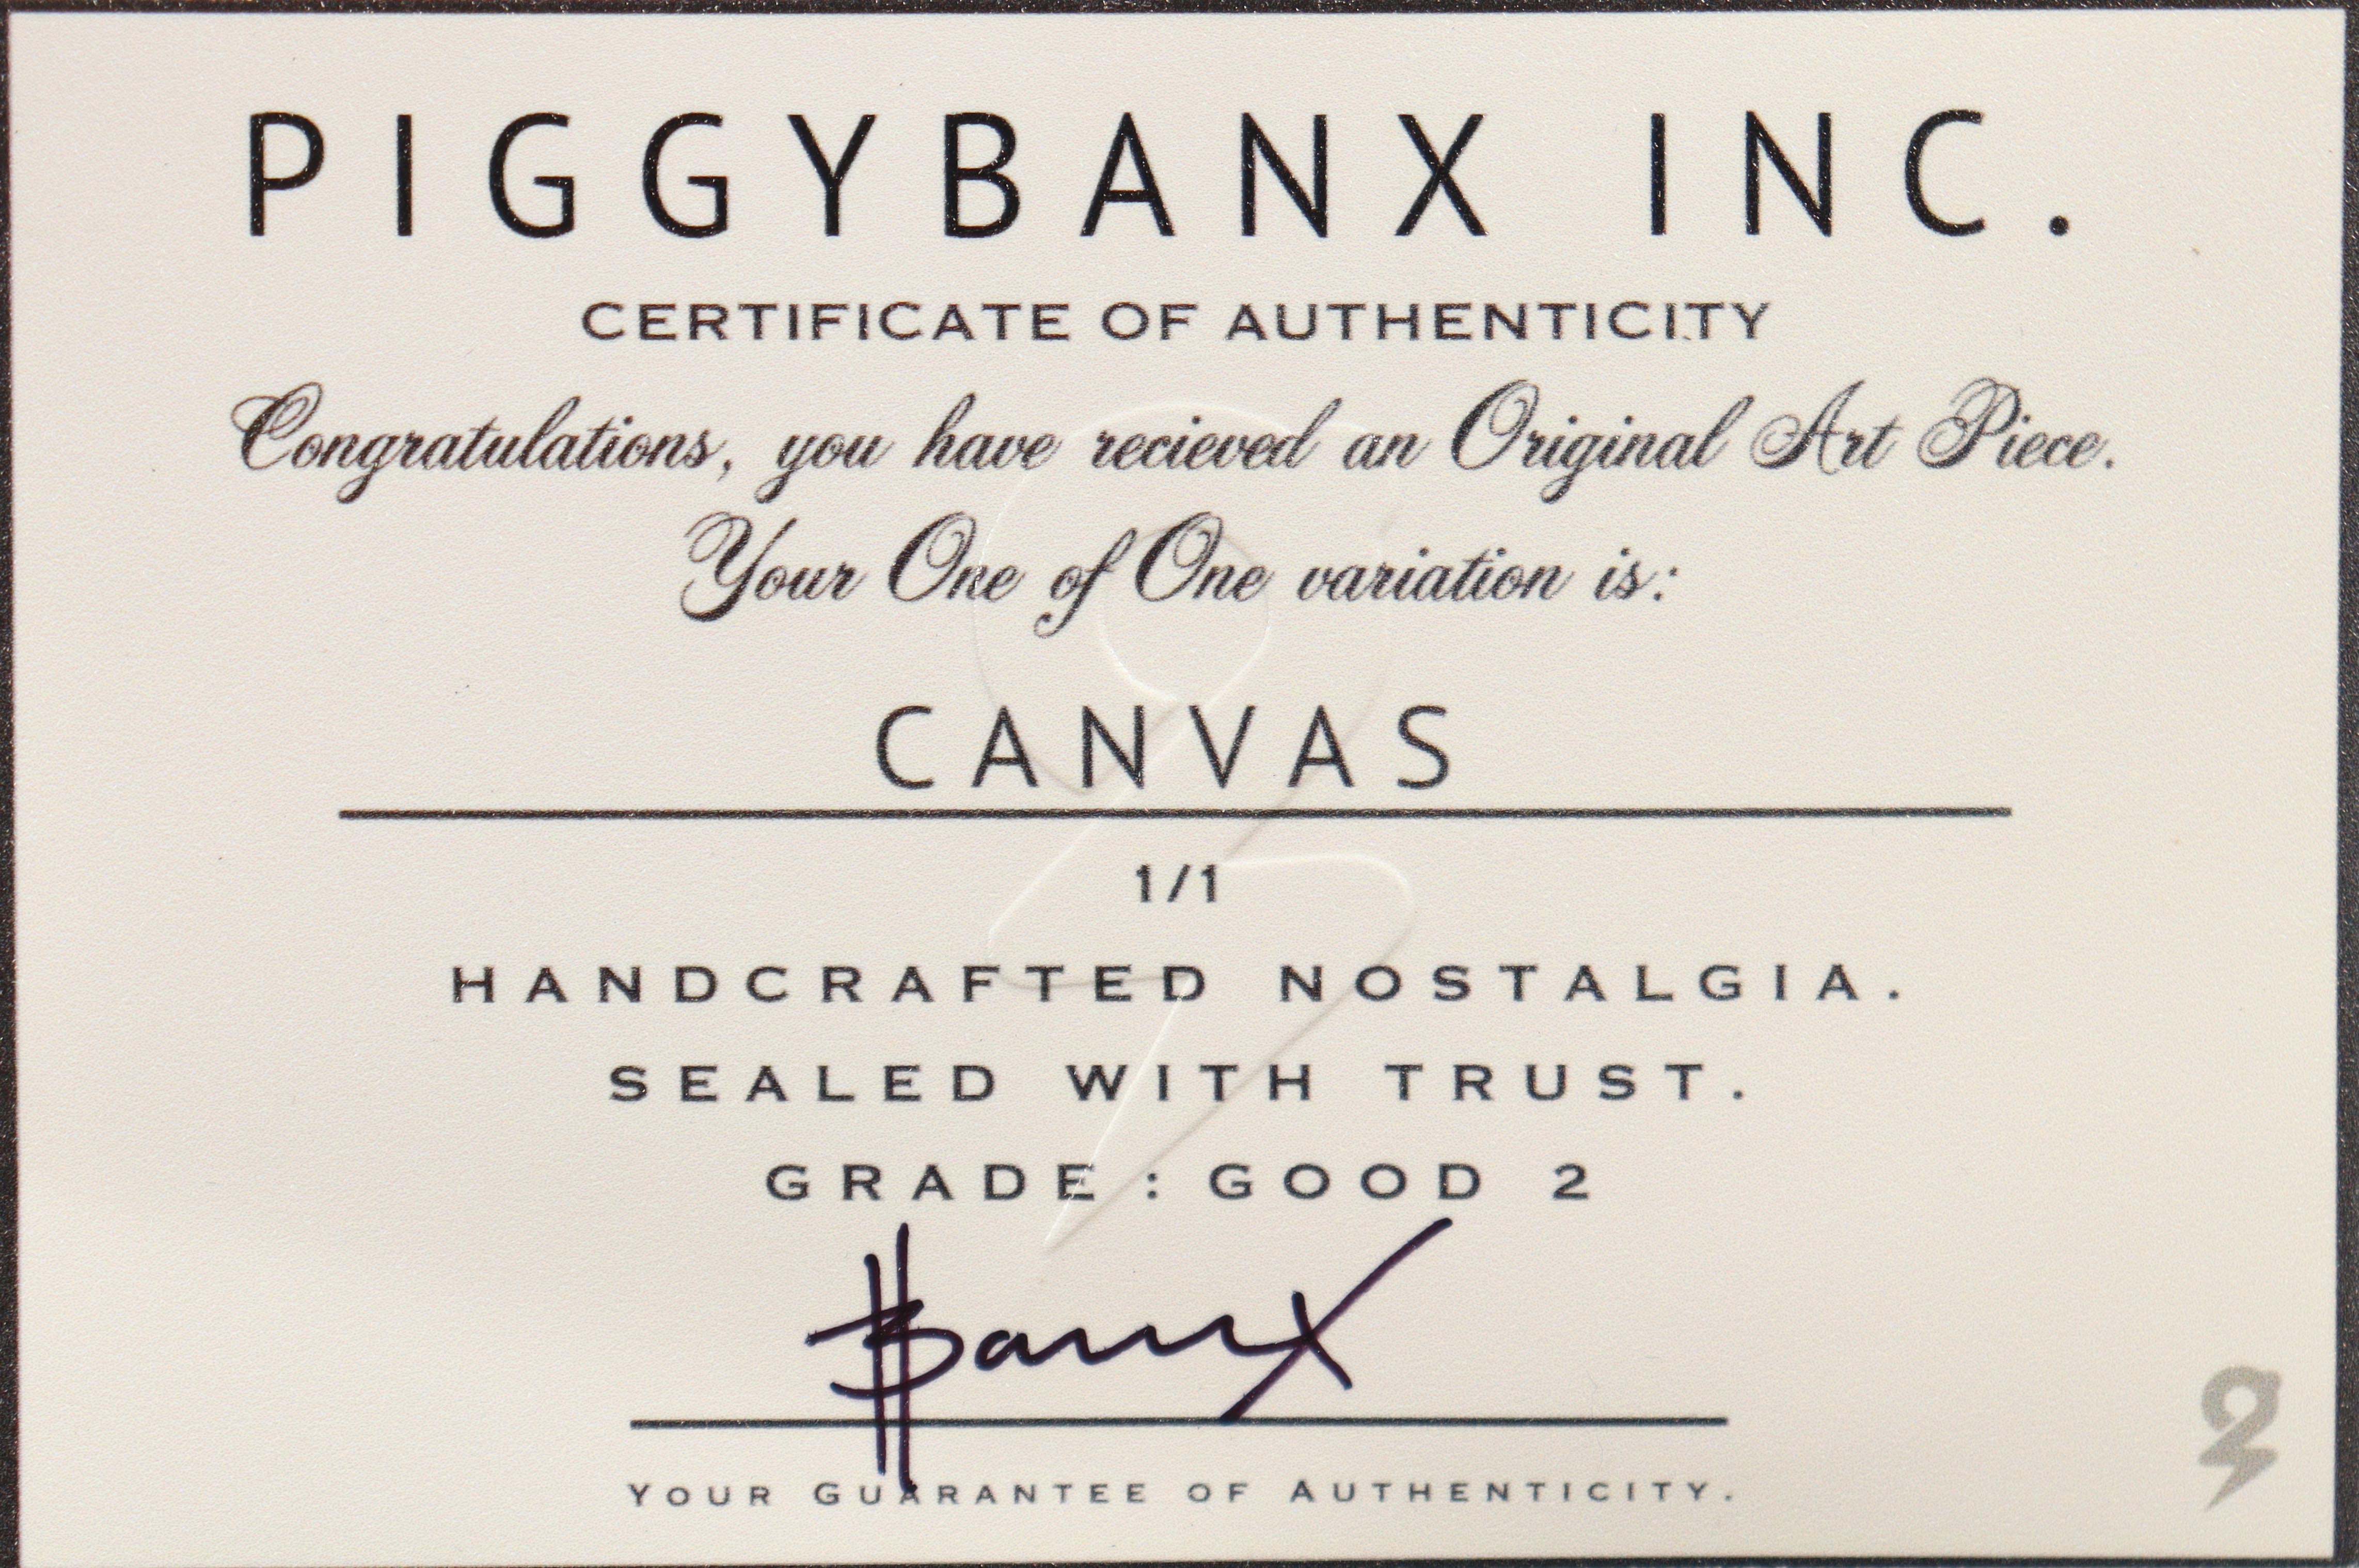 PIGGYBANX INC.
CERTIFICATE OF AUTHENTICITY
Congratulations, you have recieved an Original Art Piece.
Your One of One variation is:
CANVAS
1/1
HANDCRAFTED NOSTALGIA.
SEALED WITH TRUST.
GRADE: GOOD 2
Banx
YOUR GUARANTEE OF AUTHENTICITY.